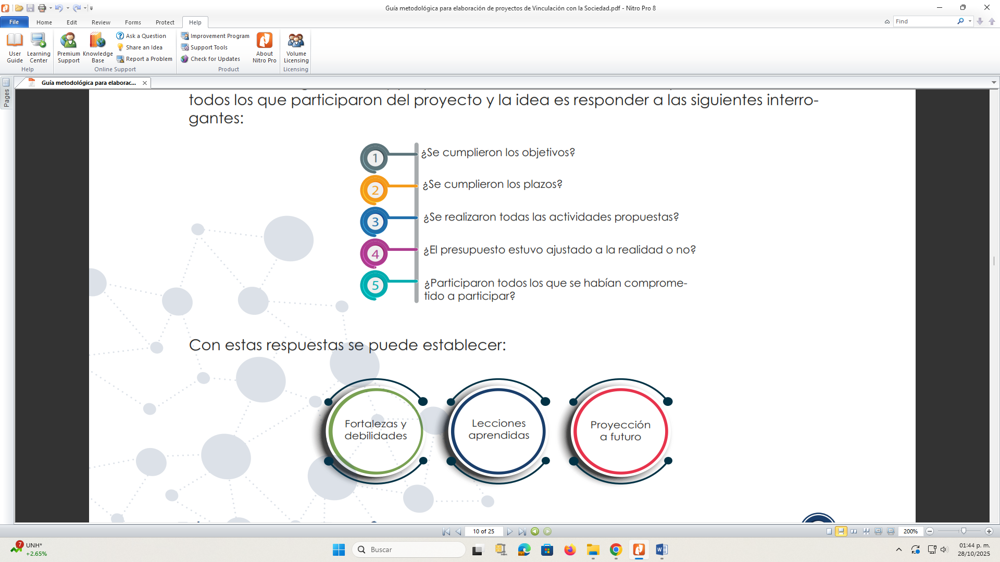 Guía metodológica para elaboración de proyectos de Vinculación con la Sociedad.pdf - Nitro Pro 8
File Home Edit Review Forms Protect Help
Find
User Guide
Learning Center
Premium Support
Knowledge Base
Ask a Question
Share an Idea
Report a Problem
Improvement Program
Support Tools
Check for Updates
About Nitro Pro
Volume Licensing
Help Online Support Product Licensing
Guía metodológica para elaborac...
Pages
todos los que participaron del proyecto y la idea es responder a las siguientes interro-
gantes:
1 ¿Se cumplieron los objetivos?
2 ¿Se cumplieron los plazos?
3 ¿Se realizaron todas las actividades propuestas?
4 ¿El presupuesto estuvo ajustado a la realidad o no?
5 ¿Participaron todos los que se habían comprome-
tido a participar?
Con estas respuestas se puede establecer:
Fortalezas y
debilidades
Lecciones
aprendidas
Proyección
a futuro
10 of 25
200%
7
UNH*
+2.65%
Buscar
01:44 p. m.
28/10/2025